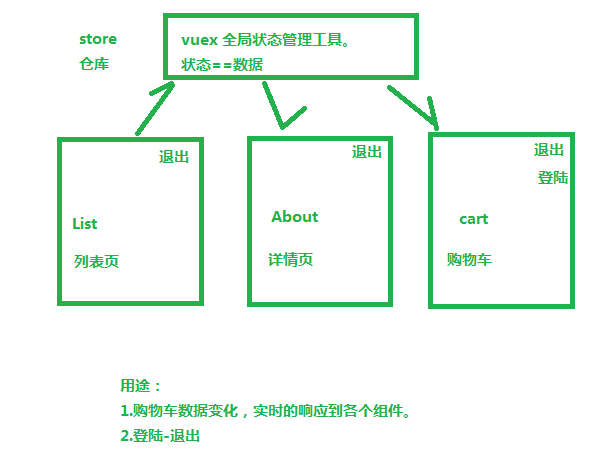 store
仓库
vuex 全局状态管理工具。
状态==数据
退出
List
列表页
退出
About
详情页
退出
登陆
cart
购物车
用途：
1.购物车数据变化，实时的响应到各个组件。
2.登陆-退出